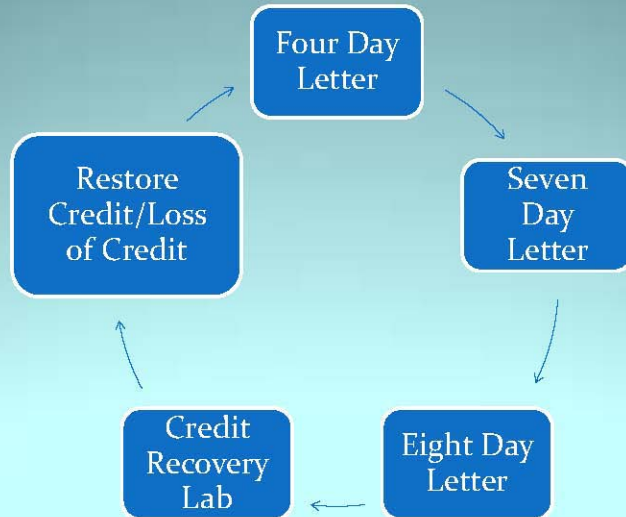 Four Day
Letter
Seven
Day
Letter
Eight Day
Letter
Credit
Recovery
Lab
Restore
Credit/Loss
of Credit